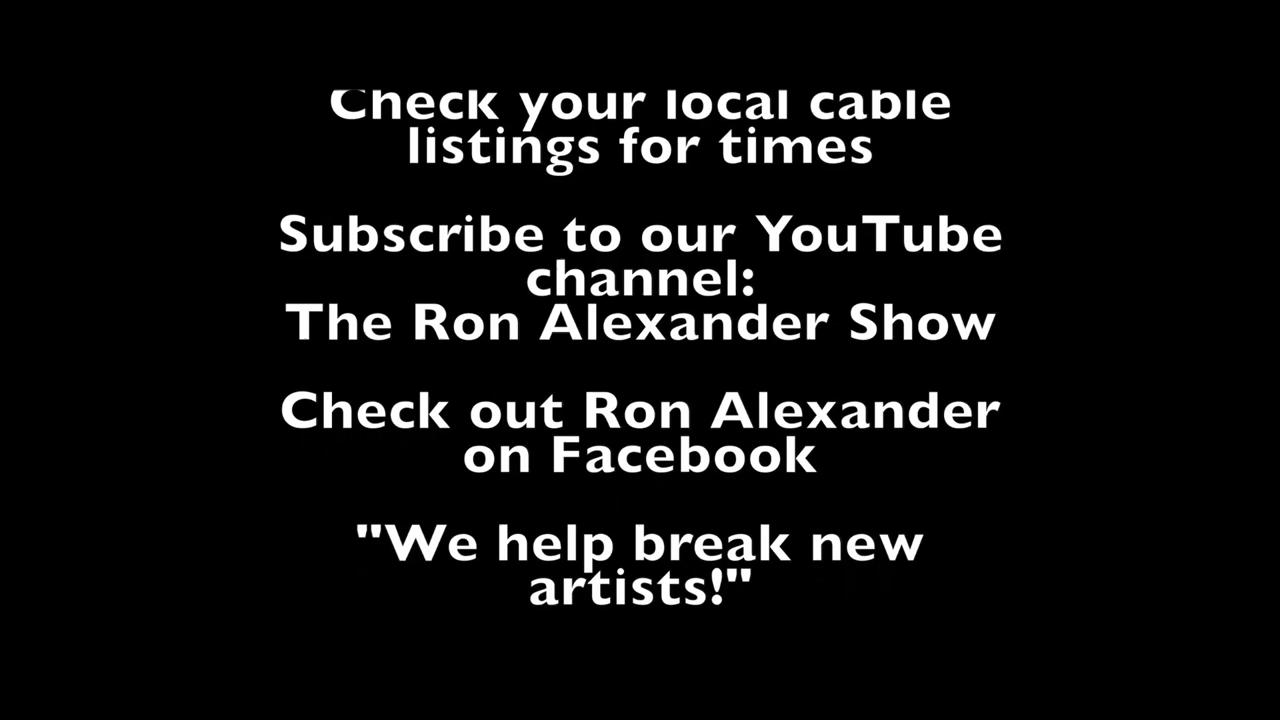 Check your local cable
listings for times
Subscribe to our YouTube
channel:
The Ron Alexander Show
Check out Ron Alexander
on Facebook
"We help break new
artists!"